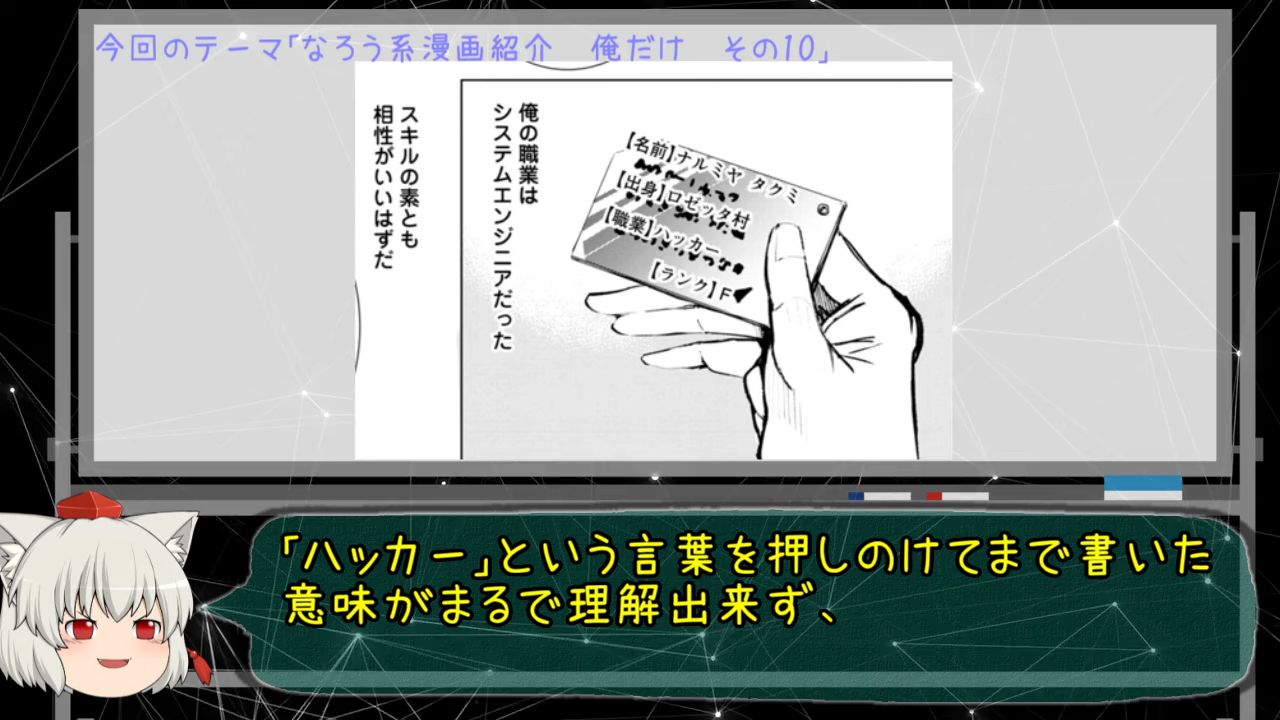 今回のテーマ「なろう系漫画紹介　俺だけ　その10」
俺の職業は
システムエンジニアだった
【名前】ナルミヤ タクミ
【出身】ロゼッタ村
【職業】ハッカー
【ランク】F
スキルの素とも
相性がいいはずだ
「ハッカー」という言葉を押しのけてまで書いた
意味がまるで理解出来ず、